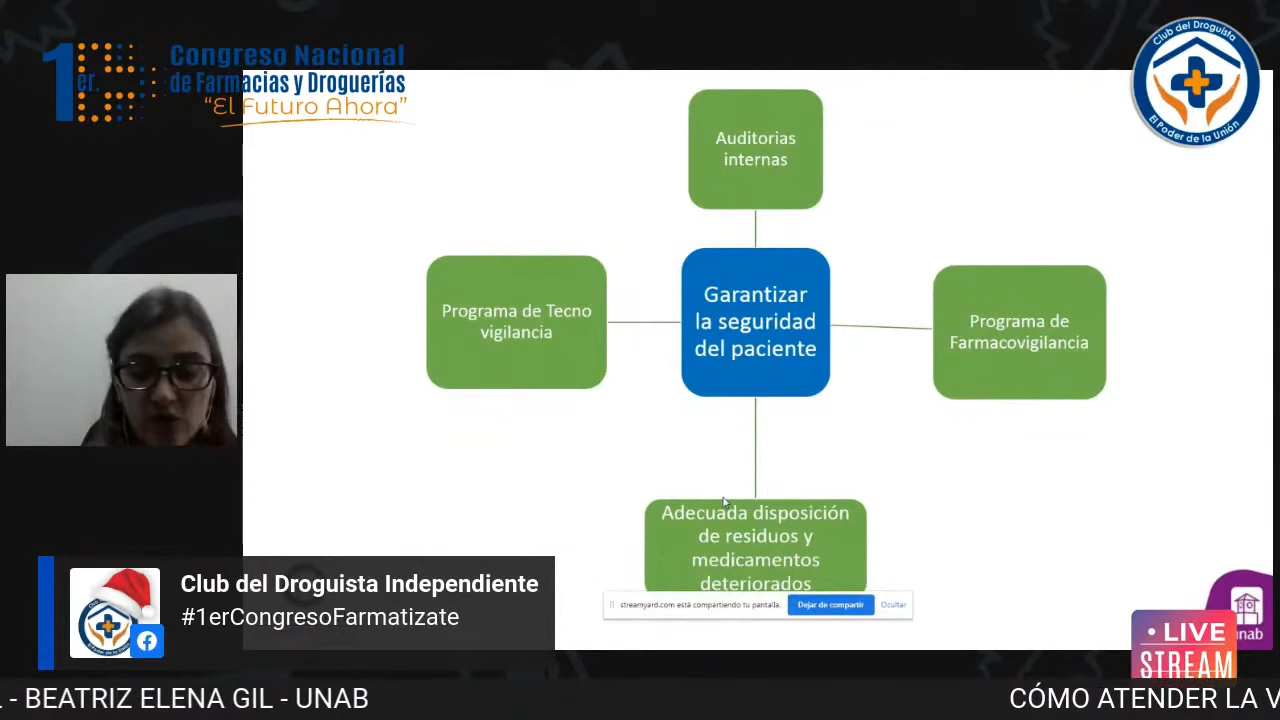 1er.
Congreso Nacional
de Farmacias y Droguerías
“El Futuro Ahora”
Club del Droguista
El Poder de la Unión
Auditorias
internas
Programa de Tecno
vigilancia
Garantizar
la seguridad
del paciente
Programa de
Farmacovigilancia
Adecuada disposición
de residuos y
medicamentos
deteriorados
streamyard.com está compartiendo tu pantalla.
Dejar de compartir
Ocultar
Club del Droguista Independiente
#1erCongresoFarmatizate
unab
• LIVE
STREAM
- BEATRIZ ELENA GIL - UNAB
CÓMO ATENDER LA V